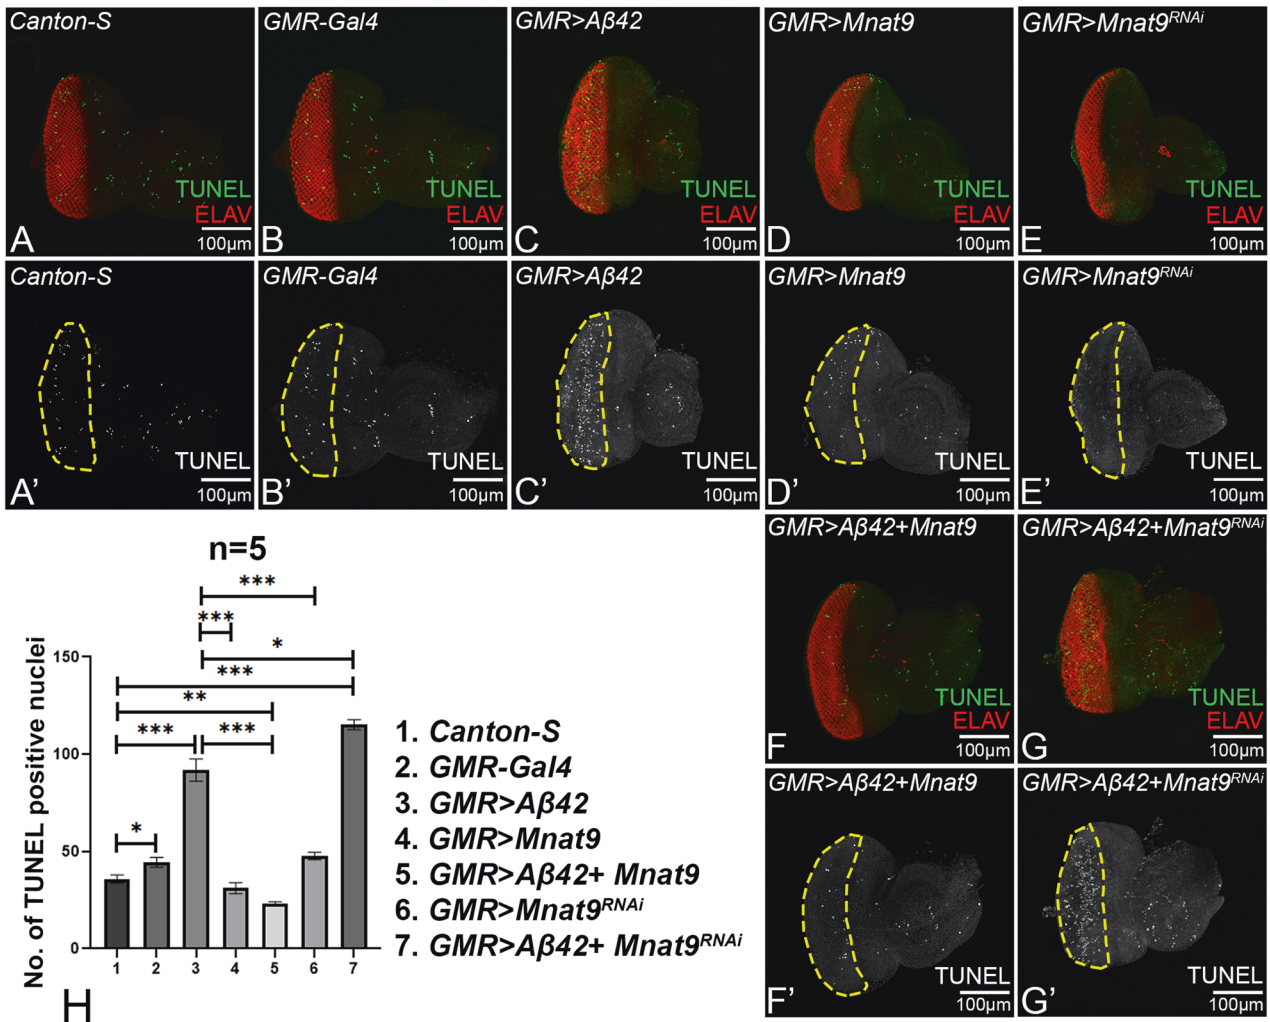 Canton-S
GMR-Gal4
GMR>Aβ42
GMR>Mnat9
GMR>Mnat9RNAi
TUNEL
ELAV
100µm
A
TUNEL
ELAV
100µm
B
TUNEL
ELAV
100µm
C
TUNEL
ELAV
100µm
D
TUNEL
ELAV
100µm
E
Canton-S
GMR-Gal4
GMR>Aβ42
GMR>Mnat9
GMR>Mnat9RNAi
TUNEL
100µm
A'
TUNEL
100µm
B'
TUNEL
100µm
C'
TUNEL
100µm
D'
TUNEL
100µm
E'
n=5
No. of TUNEL positive nuclei
150
100
50
0
***
***
*
***
**
***
***
*
1 2 3 4 5 6 7
H
1. Canton-S
2. GMR-Gal4
3. GMR>Aβ42
4. GMR>Mnat9
5. GMR>Aβ42+ Mnat9
6. GMR>Mnat9RNAi
7. GMR>Aβ42+ Mnat9RNAi
GMR>Aβ42+Mnat9
TUNEL
ELAV
100µm
F
GMR>Aβ42+Mnat9RNAi
TUNEL
ELAV
100µm
G
GMR>Aβ42+Mnat9
TUNEL
100µm
F'
GMR>Aβ42+Mnat9RNAi
TUNEL
100µm
G'